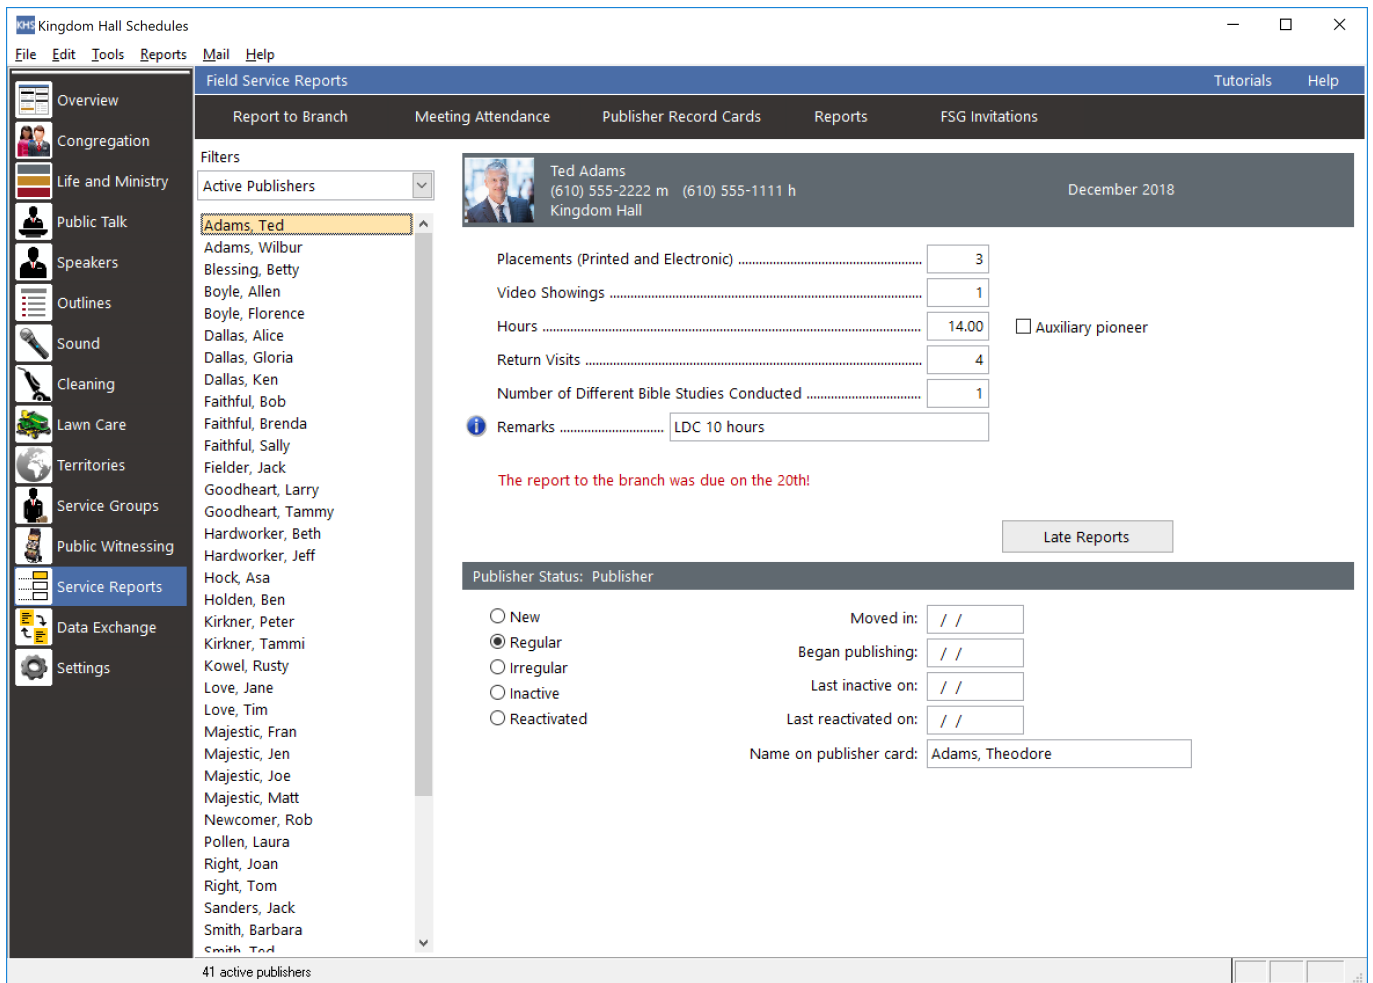 KHS Kingdom Hall Schedules
File Edit Tools Reports Mail Help
Overview
Congregation
Life and Ministry
Public Talk
Speakers
Outlines
Sound
Cleaning
Lawn Care
Territories
Service Groups
Public Witnessing
Service Reports
Data Exchange
Settings
Field Service Reports Tutorials Help
Report to Branch Meeting Attendance Publisher Record Cards Reports FSG Invitations
Filters
Active Publishers
Adams, Ted
Adams, Wilbur
Blessing, Betty
Boyle, Allen
Boyle, Florence
Dallas, Alice
Dallas, Gloria
Dallas, Ken
Faithful, Bob
Faithful, Brenda
Faithful, Sally
Fielder, Jack
Goodheart, Larry
Goodheart, Tammy
Hardworker, Beth
Hardworker, Jeff
Hock, Asa
Holden, Ben
Kirkner, Peter
Kirkner, Tammi
Kowel, Rusty
Love, Jane
Love, Tim
Majestic, Fran
Majestic, Jen
Majestic, Joe
Majestic, Matt
Newcomer, Rob
Pollen, Laura
Right, Joan
Right, Tom
Sanders, Jack
Smith, Barbara
Smith, Ted
Ted Adams
(610) 555-2222 m (610) 555-1111 h
Kingdom Hall
December 2018
Placements (Printed and Electronic) 3
Video Showings 1
Hours 14.00 Auxiliary pioneer
Return Visits 4
Number of Different Bible Studies Conducted 1
Remarks LDC 10 hours
The report to the branch was due on the 20th!
Late Reports
Publisher Status: Publisher
New
Regular
Irregular
Inactive
Reactivated
Moved in: / /
Began publishing: / /
Last inactive on: / /
Last reactivated on: / /
Name on publisher card: Adams, Theodore
41 active publishers